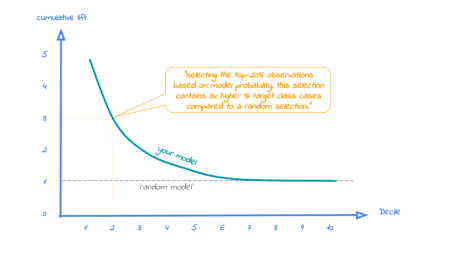 cumulative lift
5
4
3
2
1
0
"selecting the top-20% observations
based on model probability, this selection
contains 3x higher % target class cases
compared to a random selection."
your model
random model
Decile
1 2 3 4 5 6 7 8 9 10